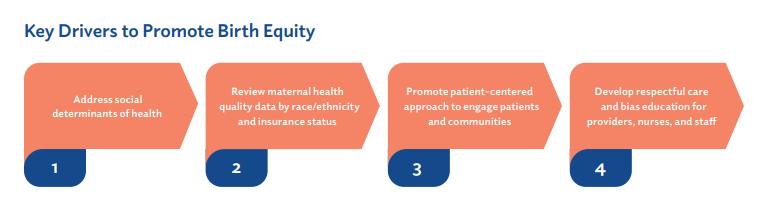 Key Drivers to Promote Birth Equity
Address social
determinants of health
1
Review maternal health
quality data by race/ethnicity
and insurance status
2
Promote patient-centered
approach to engage patients
and communities
3
Develop respectful care
and bias education for
providers, nurses, and staff
4